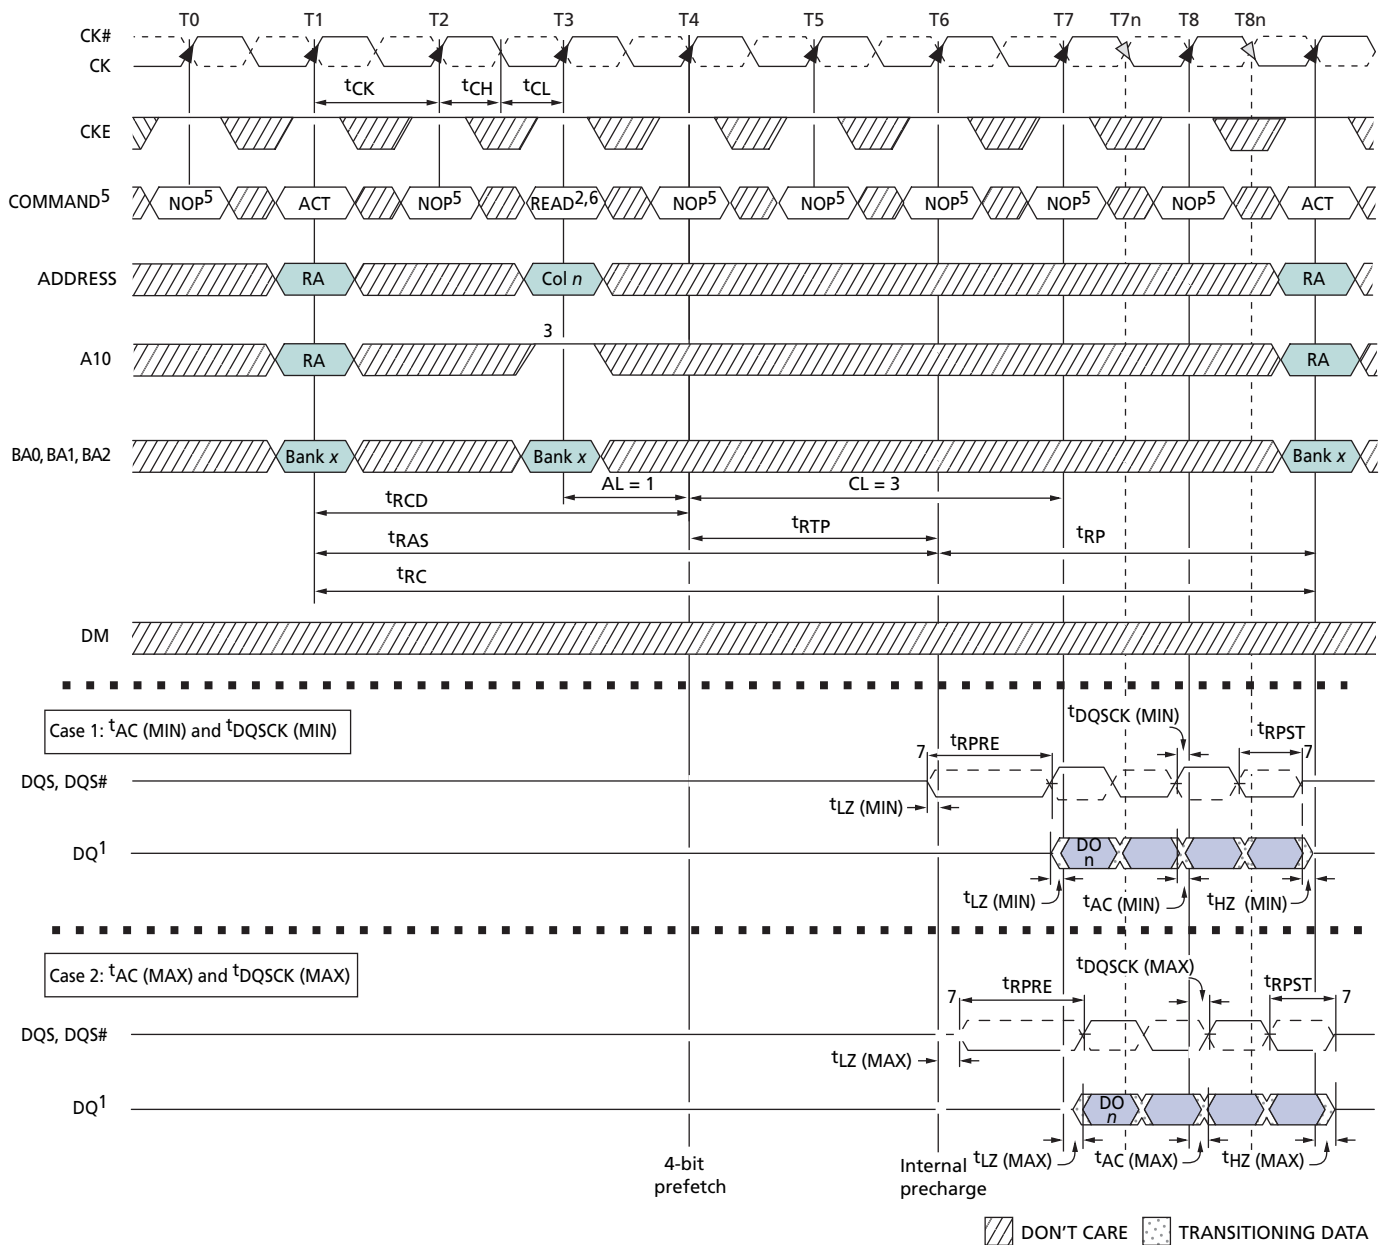 T0 T1 T2 T3 T4 T5 T6 T7 T7n T8 T8n
CK#
CK
tCK tCH tCL
CKE
COMMAND5 NOP5 ACT NOP5 READ2,6 NOP5 NOP5 NOP5 NOP5 NOP5 ACT
ADDRESS RA Col n RA
3
A10 RA RA
BA0, BA1, BA2 Bank x Bank x Bank x
AL = 1 CL = 3
tRCD
tRTP
tRAS tRP
tRC
DM
Case 1: tAC (MIN) and tDQSCK (MIN)
tDQSCK (MIN)
7 tRPRE tRPST 7
DQS, DQS#
tLZ (MIN)
DQ1 DO n
tLZ (MIN) tAC (MIN) tHZ (MIN)
Case 2: tAC (MAX) and tDQSCK (MAX)
tDQSCK (MAX)
7 tRPRE tRPST 7
DQS, DQS#
tLZ (MAX)
DQ1 DO n
tLZ (MAX) tAC (MAX) tHZ (MAX)
4-bit
prefetch
Internal
precharge
DON'T CARE TRANSITIONING DATA